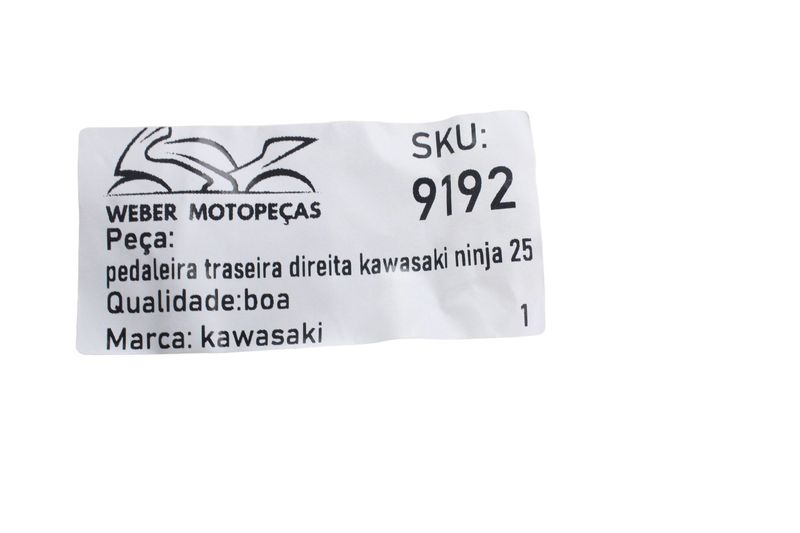 SKU:
9192
WEBER MOTOPEÇAS
Peça:
pedaleira traseira direita kawasaki ninja 25
Qualidade:boa
Marca: kawasaki
1